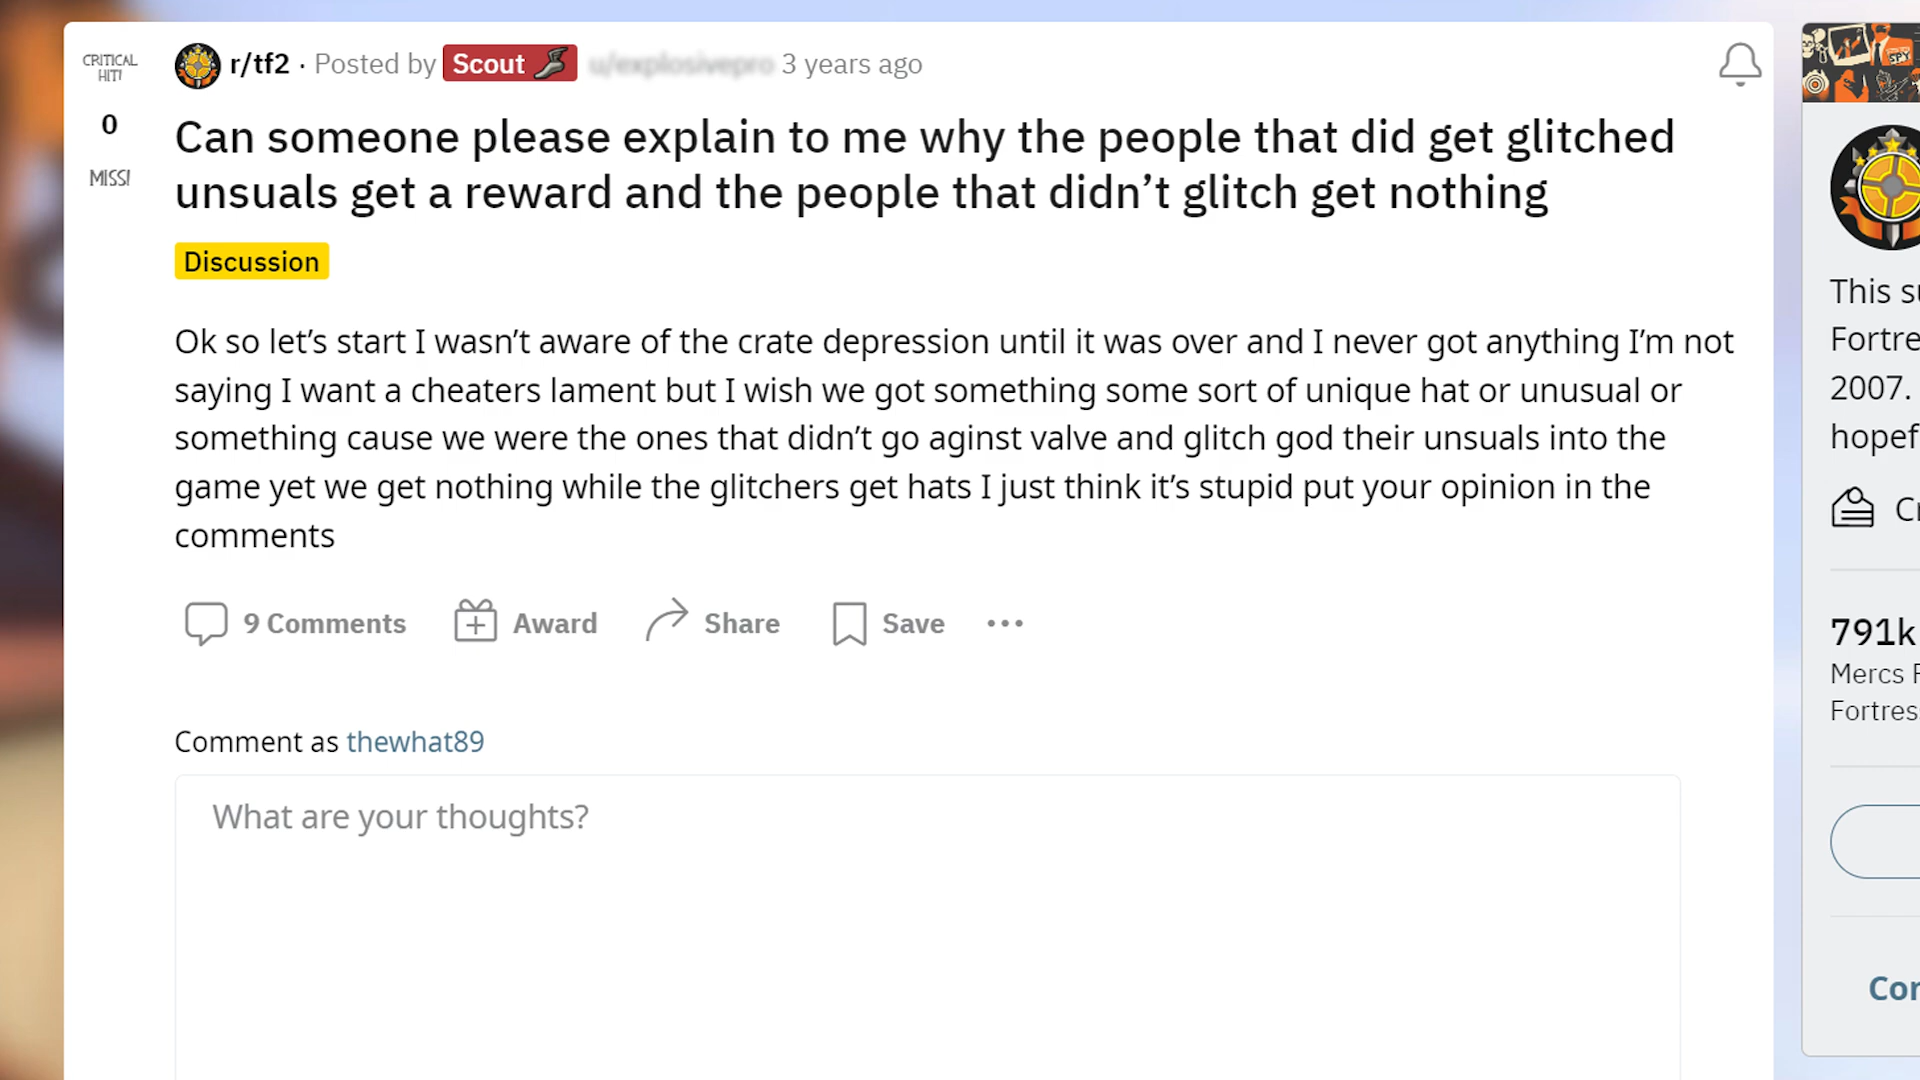 CRITICAL HIT!
r/tf2 · Posted by Scout 3 years ago
0
MISS!
Can someone please explain to me why the people that did get glitched
unsuals get a reward and the people that didn’t glitch get nothing
Discussion
Ok so let’s start I wasn’t aware of the crate depression until it was over and I never got anything I’m not
saying I want a cheaters lament but I wish we got something some sort of unique hat or unusual or
something cause we were the ones that didn’t go aginst valve and glitch god their unsuals into the
game yet we get nothing while the glitchers get hats I just think it’s stupid put your opinion in the
comments
9 Comments Award Share Save
Comment as thewhat89
What are your thoughts?
SPY
This
2007.
791k
Mercs